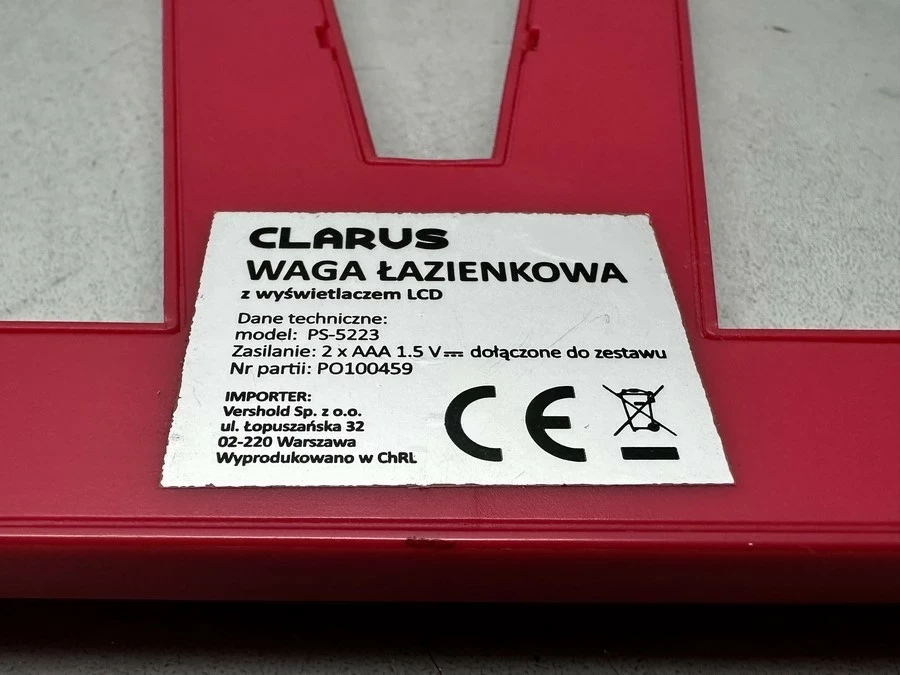 CLARUS
WAGA ŁAZIENKOWA
z wyświetlaczem LCD
Dane techniczne:
model: PS-5223
Zasilanie: 2 x AAA 1.5 V⎓ dołączone do zestawu
Nr partii: PO100459
IMPORTER:
Vershold Sp. z o.o.
ul. Łopuszańska 32
02-220 Warszawa
Wyprodukowano w ChRL
CE